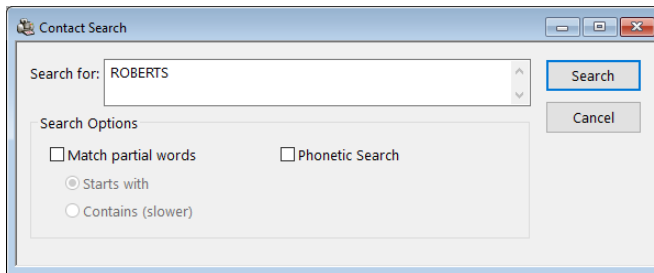 Contact Search
Search for: ROBERTS
Search
Cancel
Search Options
Match partial words Phonetic Search
Starts with
Contains (slower)